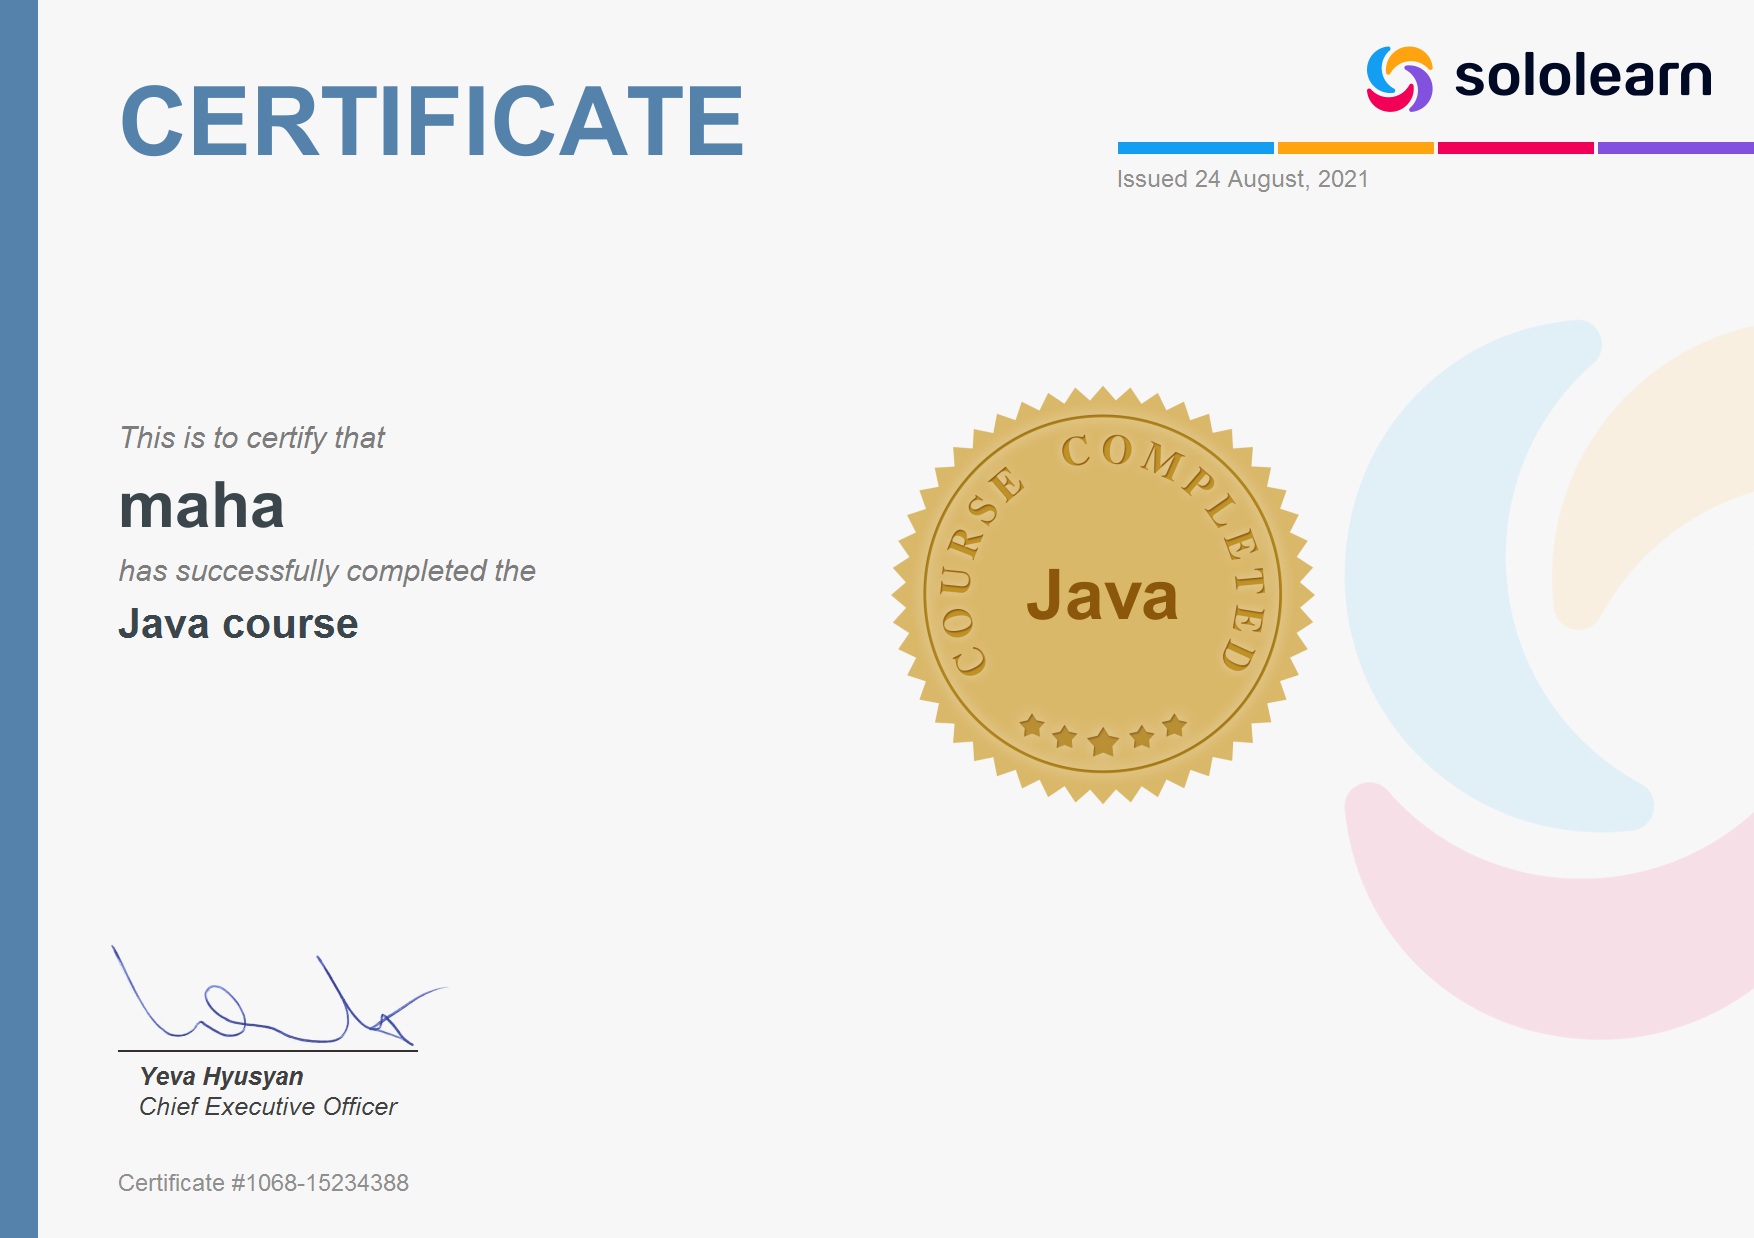 CERTIFICATE
sololearn
Issued 24 August, 2021
This is to certify that
maha
has successfully completed the
Java course
COURSE COMPLETED
Java
Yeva Hyusyan
Chief Executive Officer
Certificate #1068-15234388